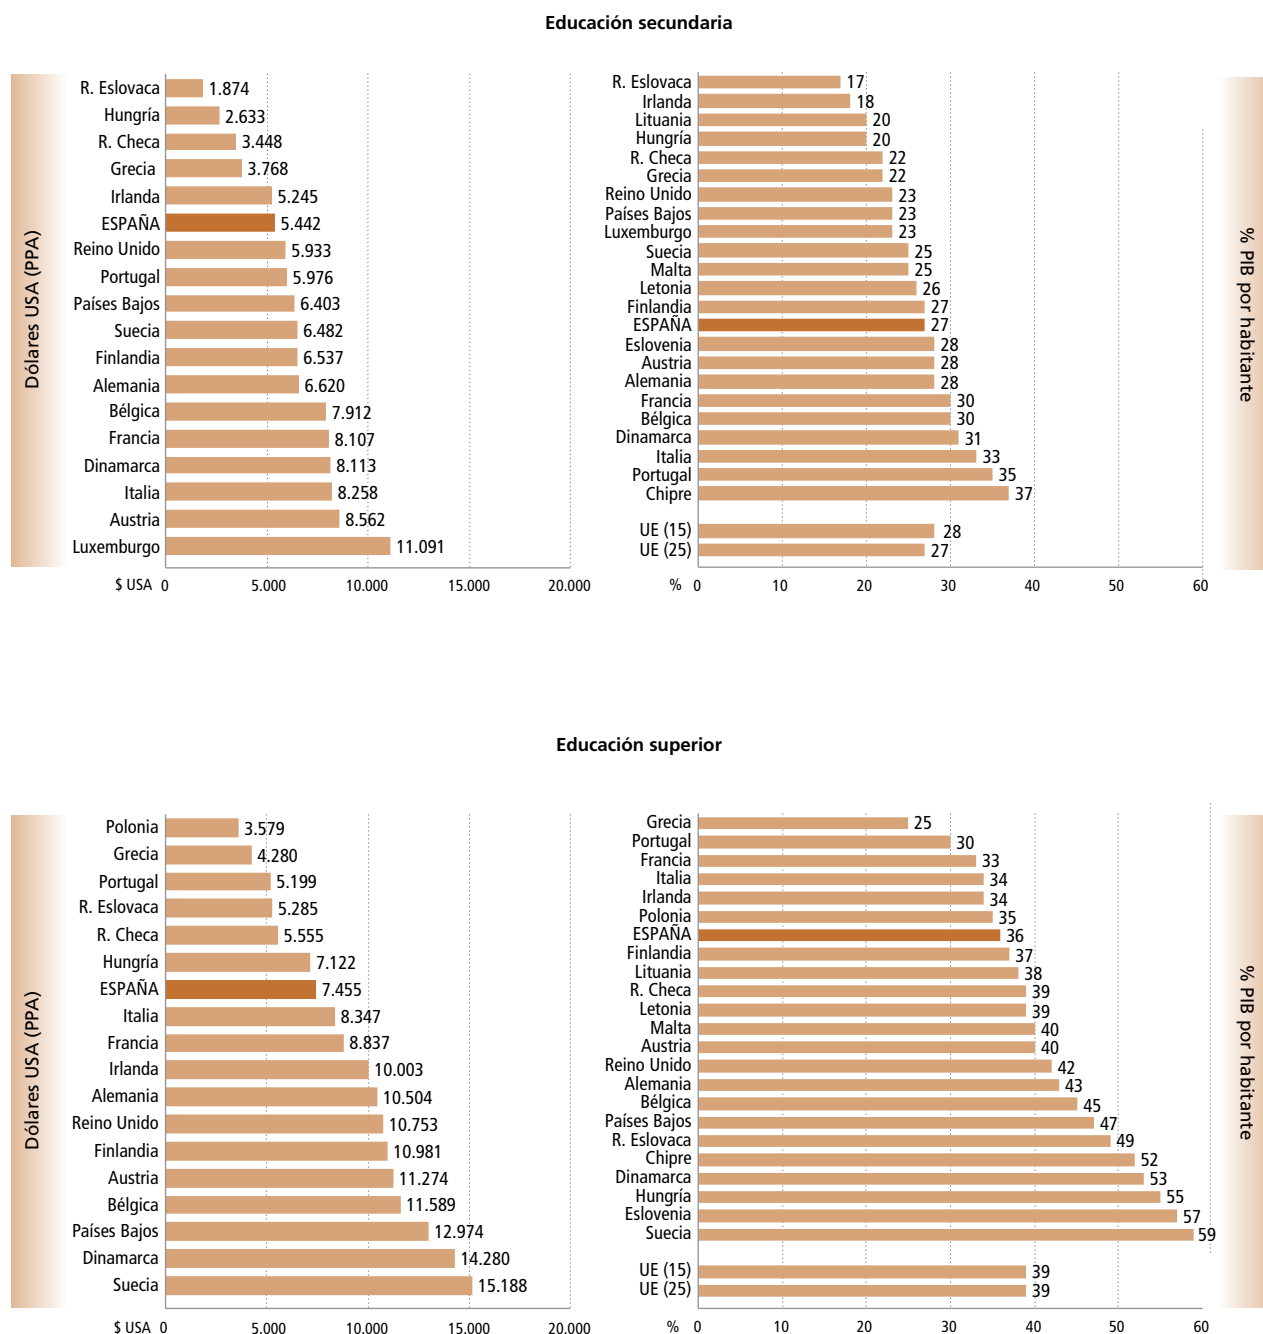 Educación secundaria
Dólares USA (PPA)
R. Eslovaca 1.874
Hungría 2.633
R. Checa 3.448
Grecia 3.768
Irlanda 5.245
ESPAÑA 5.442
Reino Unido 5.933
Portugal 5.976
Países Bajos 6.403
Suecia 6.482
Finlandia 6.537
Alemania 6.620
Bélgica 7.912
Francia 8.107
Dinamarca 8.113
Italia 8.258
Austria 8.562
Luxemburgo 11.091
$ USA 0 5.000 10.000 15.000 20.000
R. Eslovaca 17
Irlanda 18
Lituania 20
Hungría 20
R. Checa 22
Grecia 22
Reino Unido 23
Países Bajos 23
Luxemburgo 23
Suecia 25
Malta 25
Letonia 26
Finlandia 27
ESPAÑA 27
Eslovenia 28
Austria 28
Alemania 28
Francia 30
Bélgica 30
Dinamarca 31
Italia 33
Portugal 35
Chipre 37
UE (15) 28
UE (25) 27
% 0 10 20 30 40 50 60
% PIB por habitante
Educación superior
Dólares USA (PPA)
Polonia 3.579
Grecia 4.280
Portugal 5.199
R. Eslovaca 5.285
R. Checa 5.555
Hungría 7.122
ESPAÑA 7.455
Italia 8.347
Francia 8.837
Irlanda 10.003
Alemania 10.504
Reino Unido 10.753
Finlandia 10.981
Austria 11.274
Bélgica 11.589
Países Bajos 12.974
Dinamarca 14.280
Suecia 15.188
$ USA 0 5.000 10.000 15.000 20.000
Grecia 25
Portugal 30
Francia 33
Italia 34
Irlanda 34
Polonia 35
ESPAÑA 36
Finlandia 37
Lituania 38
R. Checa 39
Letonia 39
Malta 40
Austria 40
Reino Unido 42
Alemania 43
Bélgica 45
Países Bajos 47
R. Eslovaca 49
Chipre 52
Dinamarca 53
Hungría 55
Eslovenia 57
Suecia 59
UE (15) 39
UE (25) 39
% 0 10 20 30 40 50 60
% PIB por habitante